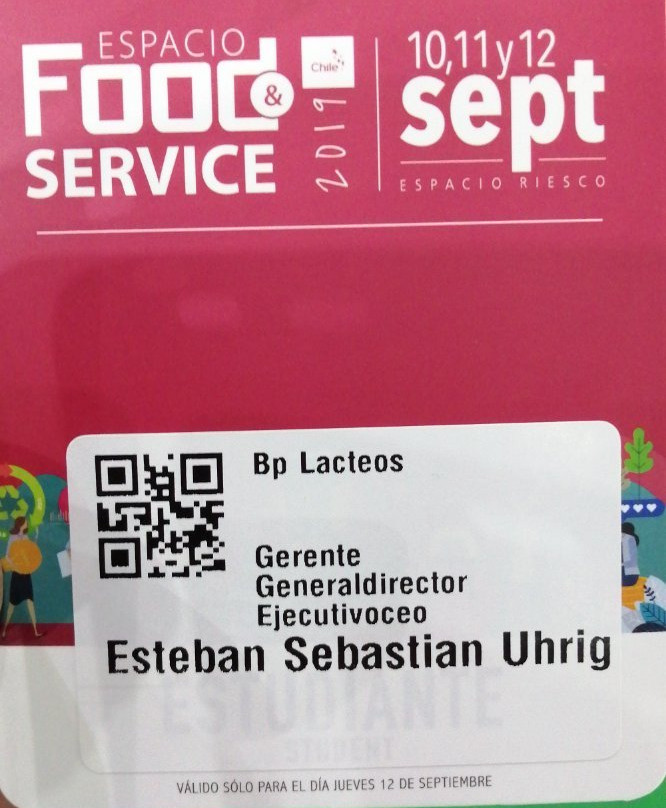 ESPACIO
Food &
SERVICE
Chile
2019
10,11 y 12
sept
ESPACIO RIESCO
Bp Lacteos
Gerente
Generaldirector
Ejecutivoceo
Esteban Sebastian Uhrig
ESTUDIANTE
STUDENT
VÁLIDO SÓLO PARA EL DÍA JUEVES 12 DE SEPTIEMBRE